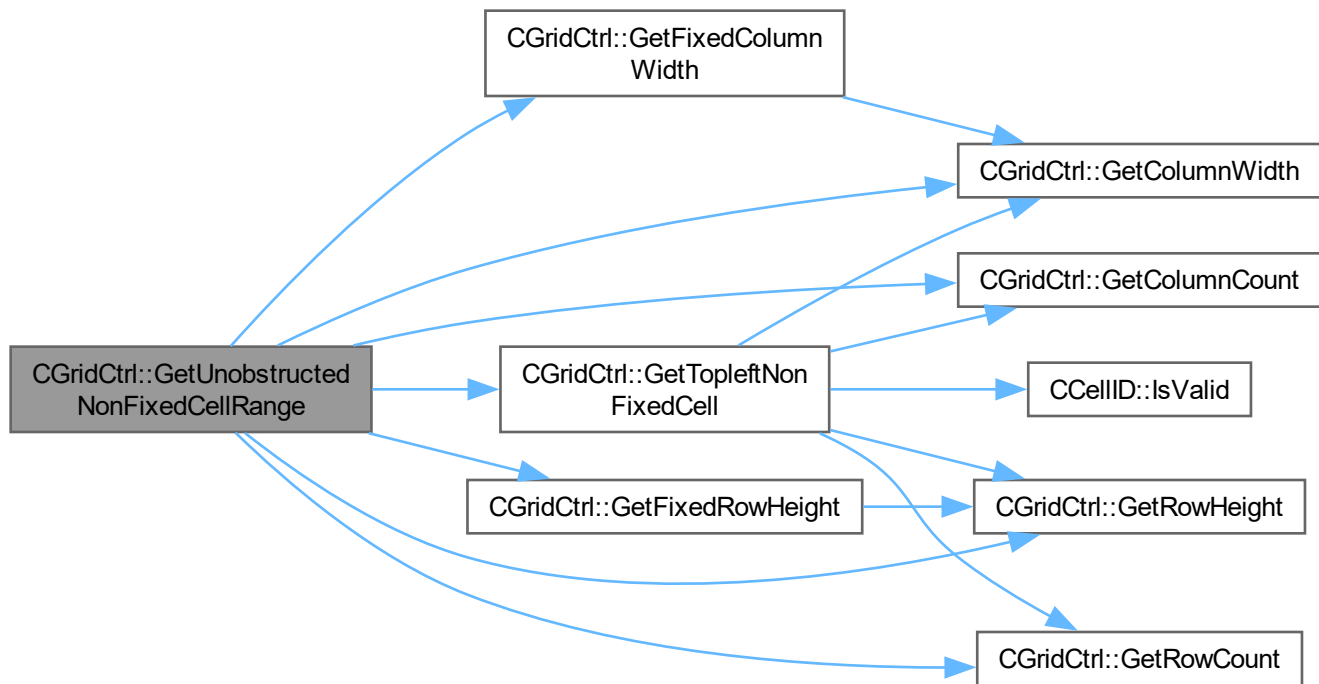 CGridCtrl::GetFixedColumn
Width
CGridCtrl::GetColumnWidth
CGridCtrl::GetColumnCount
CGridCtrl::GetUnobstructed
NonFixedCellRange
CGridCtrl::GetTopleftNon
FixedCell
CCellID::IsValid
CGridCtrl::GetFixedRowHeight
CGridCtrl::GetRowHeight
CGridCtrl::GetRowCount